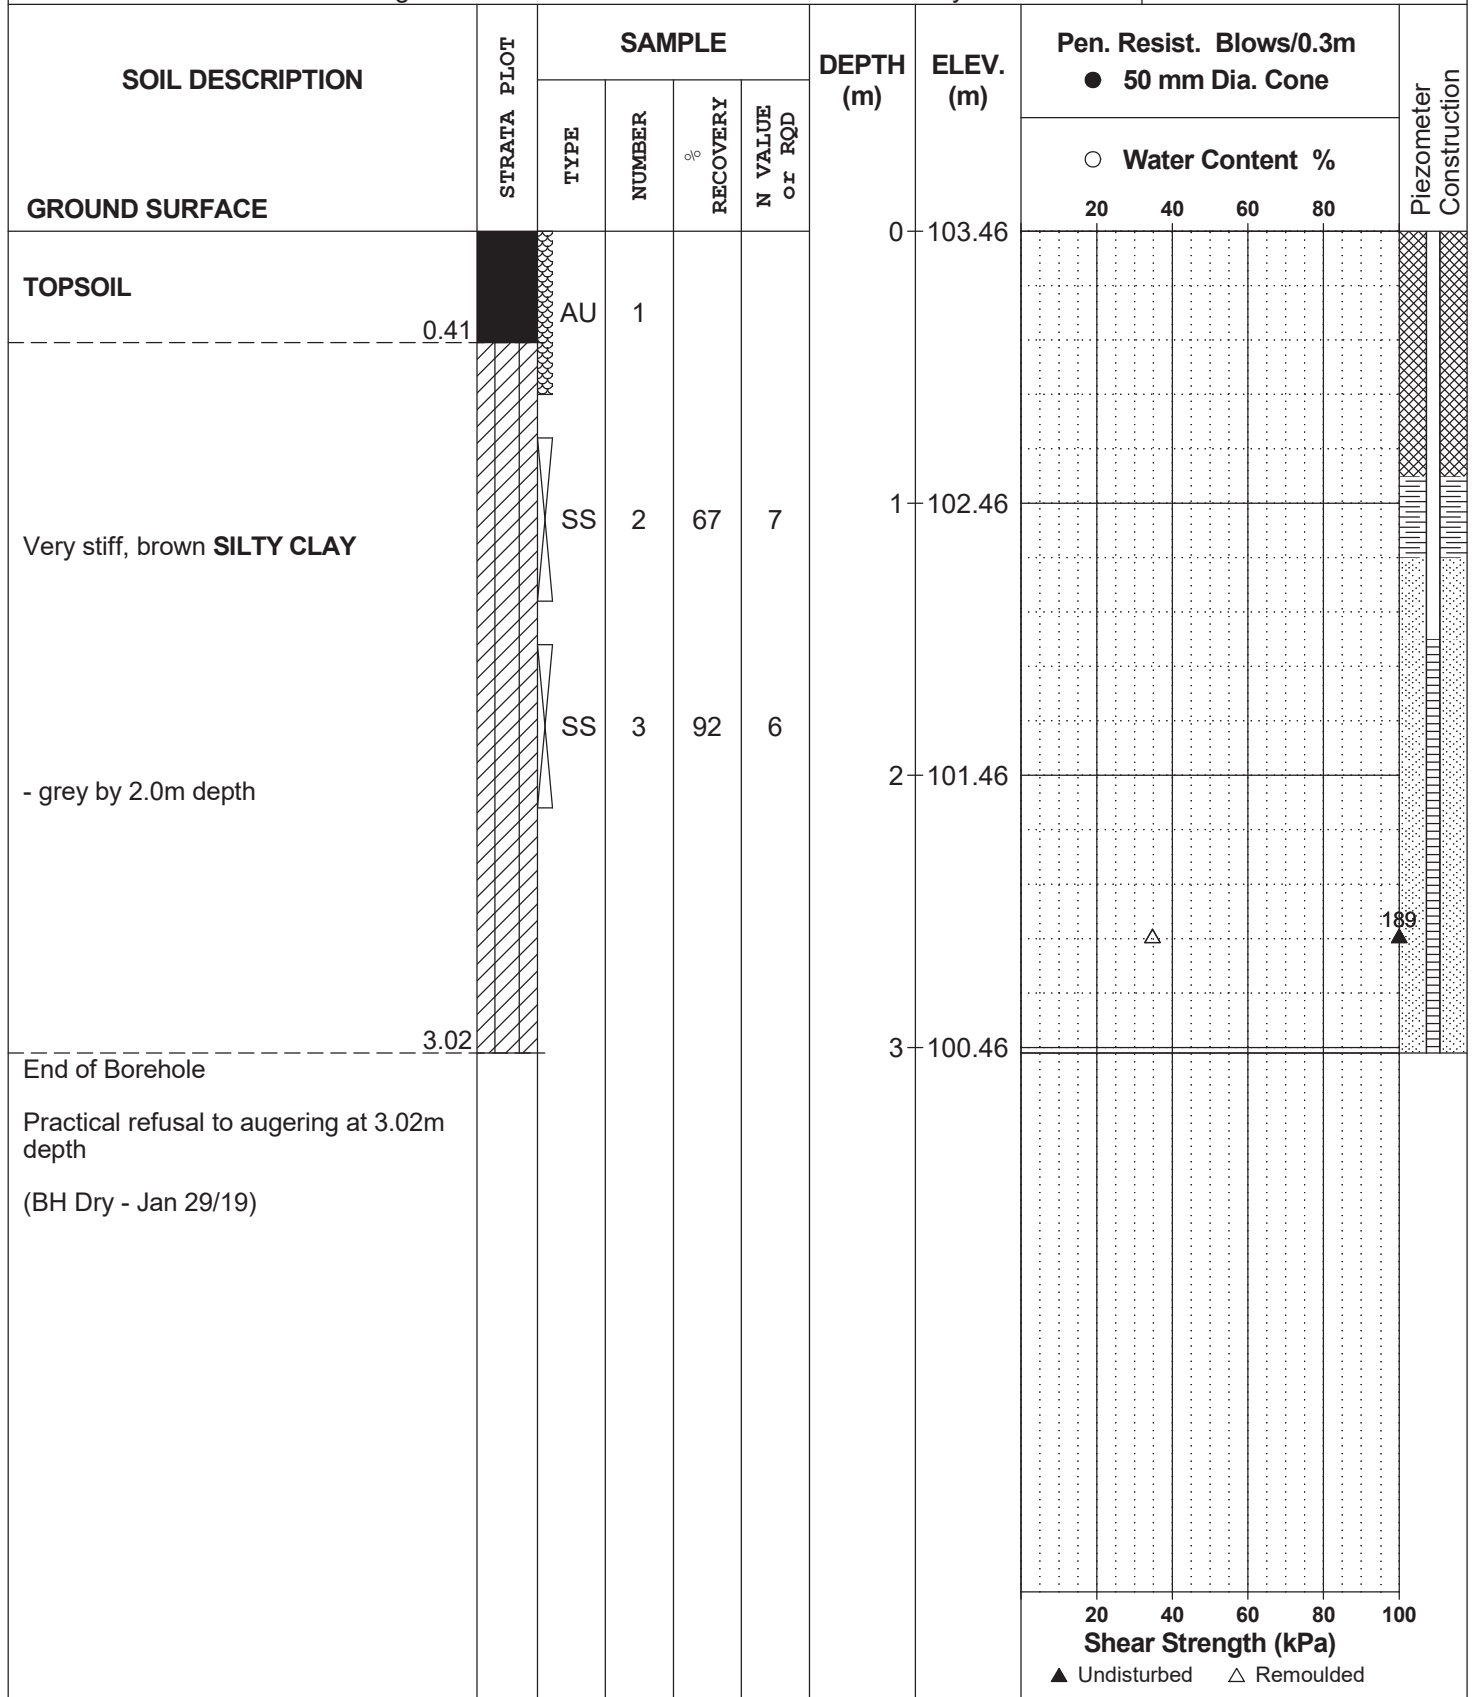 SOIL DESCRIPTION
GROUND SURFACE
STRATA PLOT
SAMPLE
TYPE
NUMBER
% RECOVERY
N VALUE or RQD
DEPTH (m)
ELEV. (m)
Pen. Resist. Blows/0.3m
● 50 mm Dia. Cone
○ Water Content %
20 40 60 80
Piezometer Construction
0 103.46
TOPSOIL
AU 1
0.41
1 102.46
SS 2 67 7
Very stiff, brown SILTY CLAY
SS 3 92 6
2 101.46
- grey by 2.0m depth
189
3.02
3 100.46
End of Borehole
Practical refusal to augering at 3.02m
depth
(BH Dry - Jan 29/19)
20 40 60 80 100
Shear Strength (kPa)
▲ Undisturbed △ Remoulded